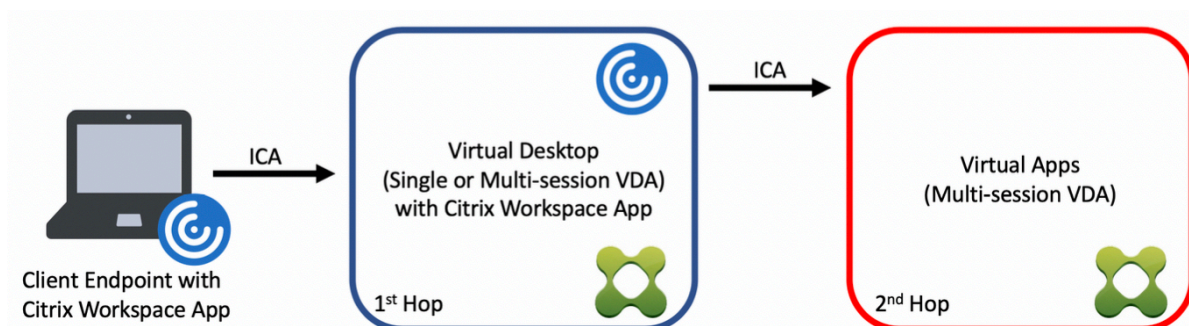 ICA
Client Endpoint with
Citrix Workspace App
Virtual Desktop
(Single or Multi-session VDA)
with Citrix Workspace App
1st Hop
ICA
Virtual Apps
(Multi-session VDA)
2nd Hop